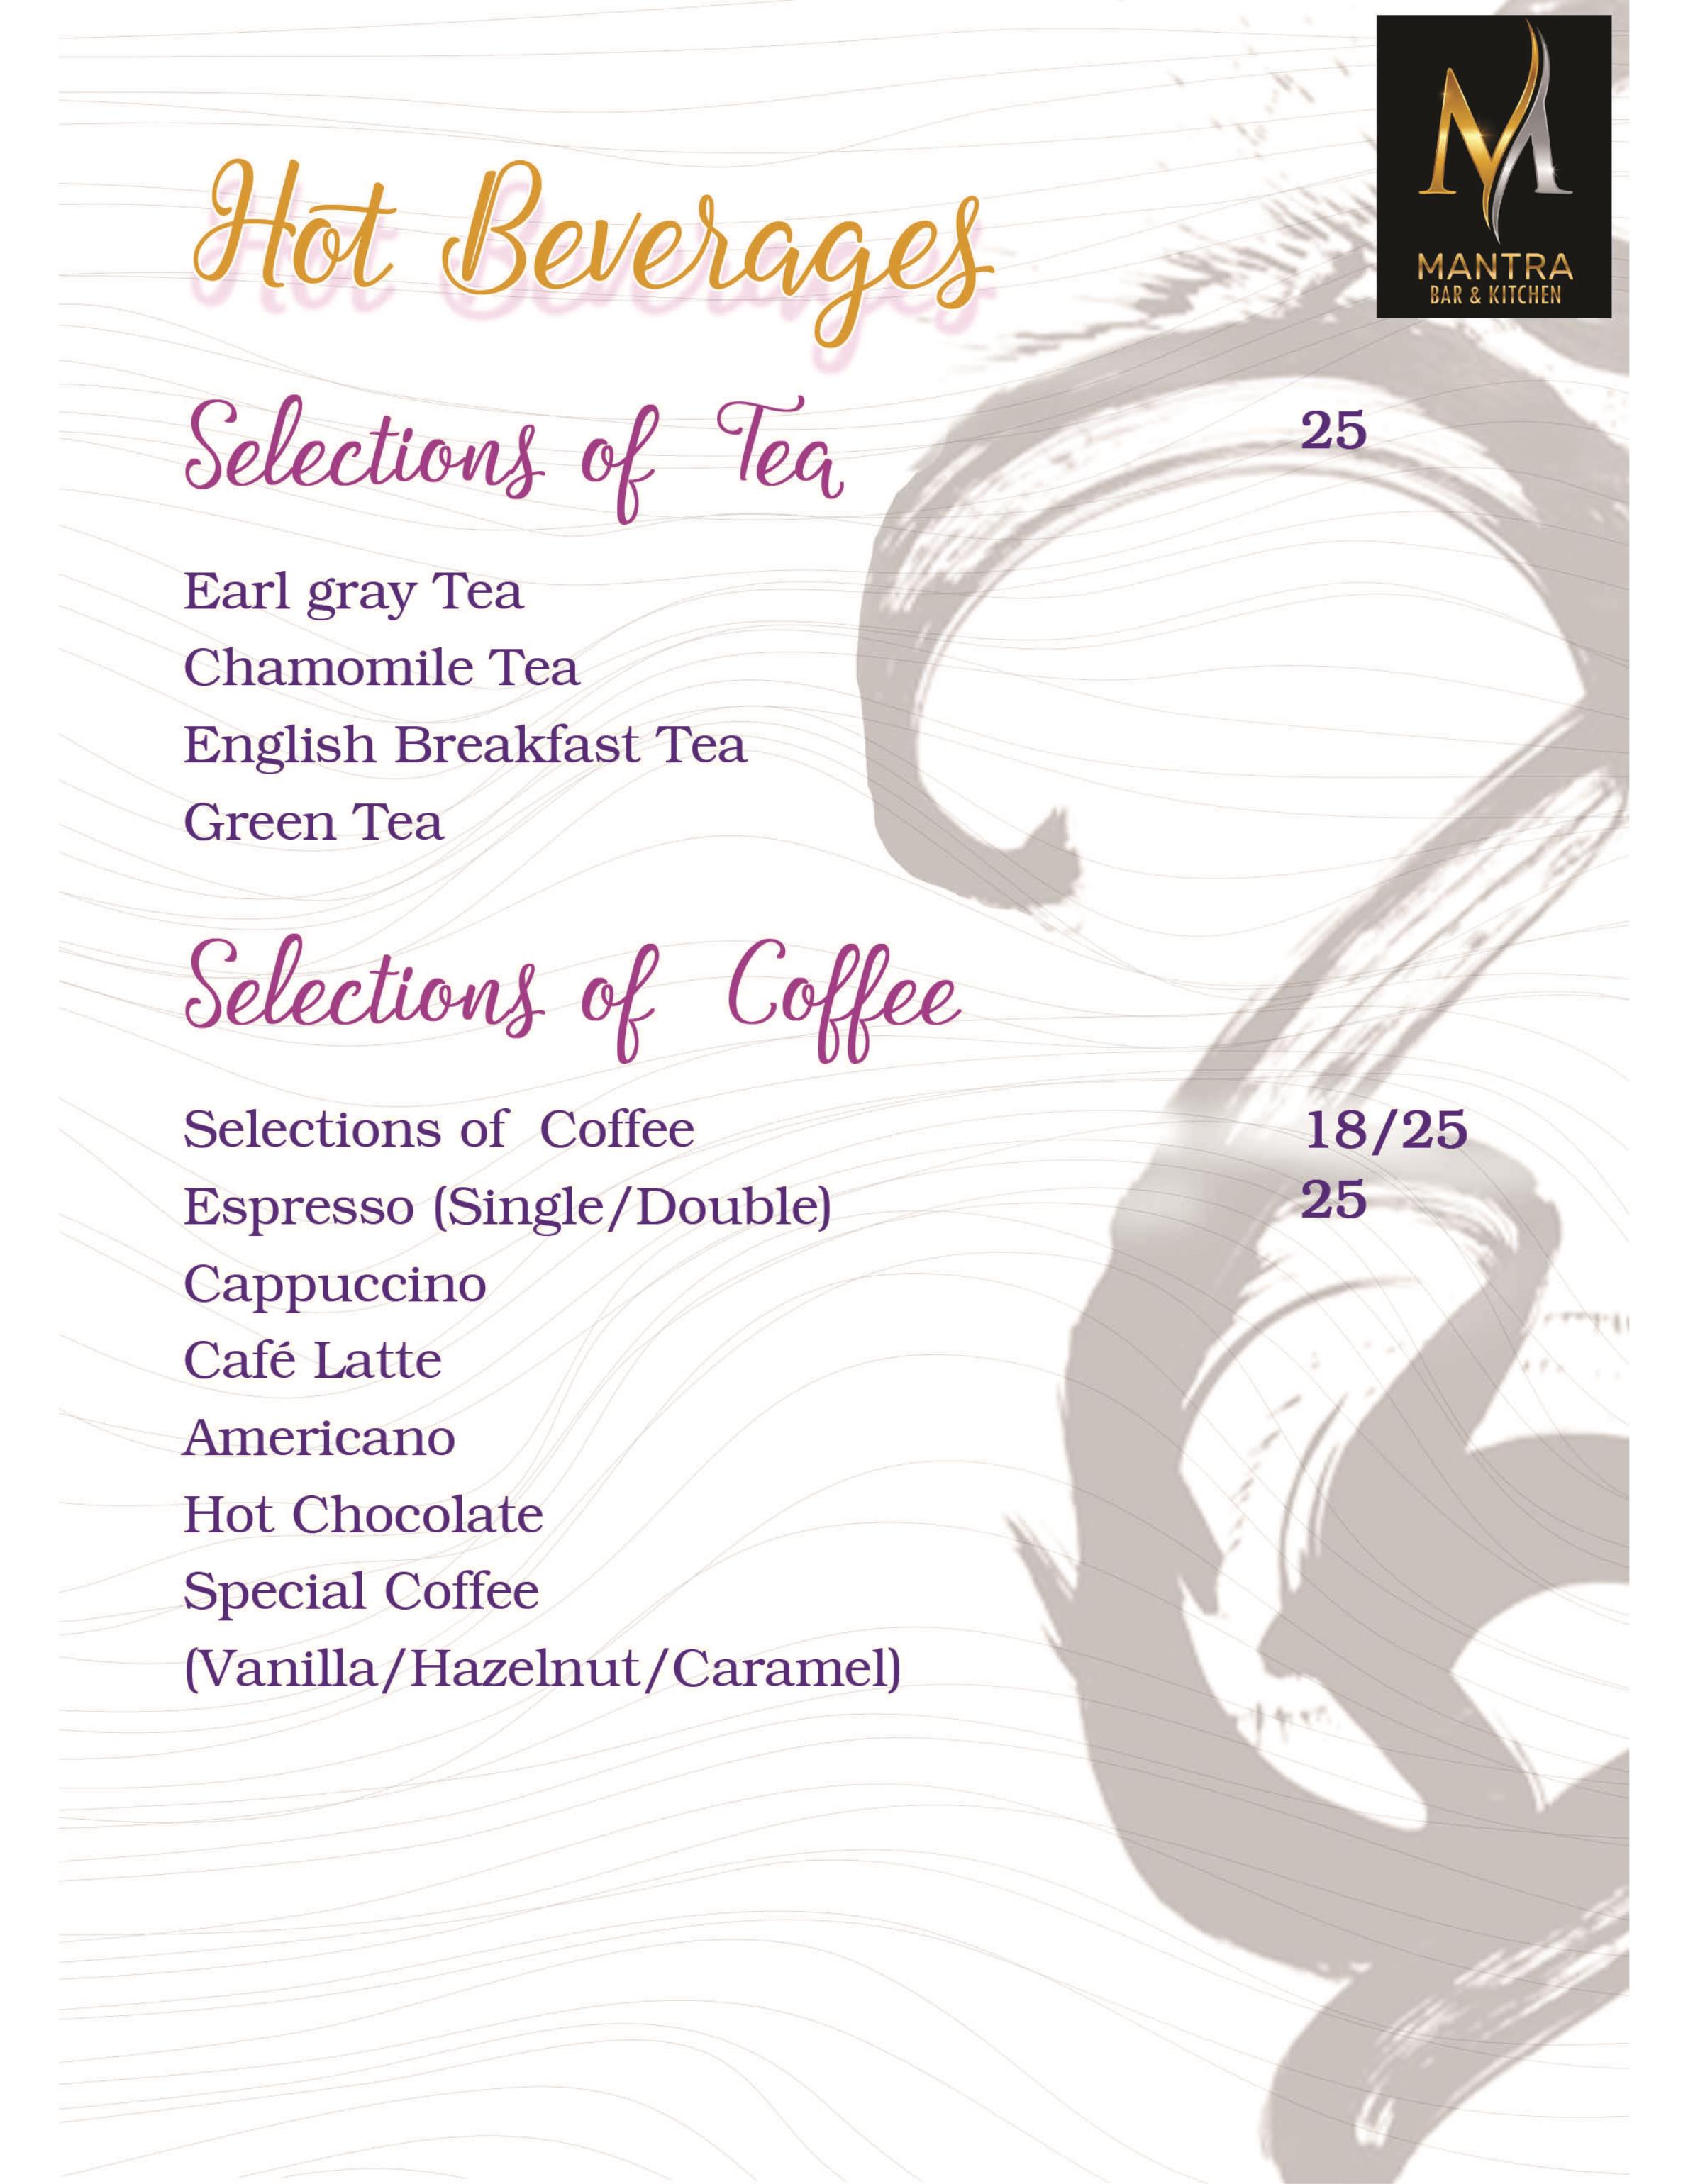 MANTRA
BAR & KITCHEN
Hot Beverages
Selections of Tea 25
Earl gray Tea
Chamomile Tea
English Breakfast Tea
Green Tea
Selections of Coffee
Selections of Coffee 18/25
Espresso (Single/Double) 25
Cappuccino
Café Latte
Americano
Hot Chocolate
Special Coffee
(Vanilla/Hazelnut/Caramel)